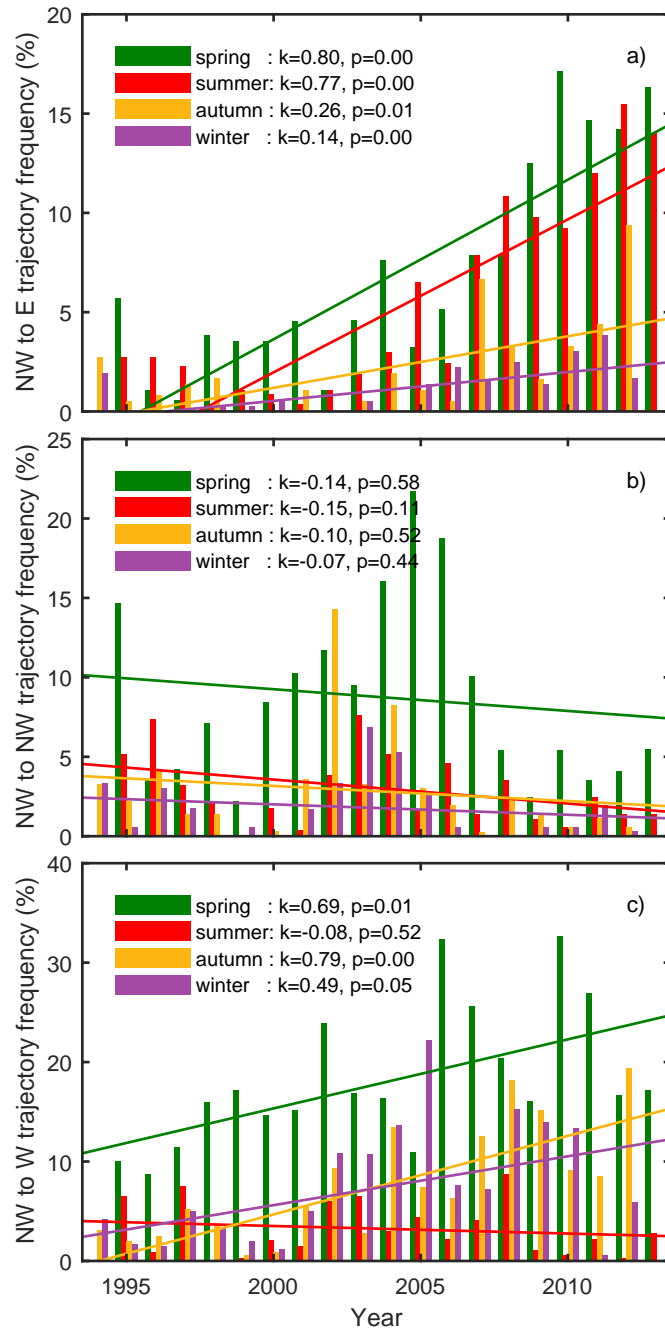 20
15
10
5
0
NW to E trajectory frequency (%)
a)
spring : k=0.80, p=0.00
summer: k=0.77, p=0.00
autumn : k=0.26, p=0.01
winter : k=0.14, p=0.00
25
20
15
10
5
0
NW to NW trajectory frequency (%)
b)
spring : k=-0.14, p=0.58
summer: k=-0.15, p=0.11
autumn : k=-0.10, p=0.52
winter : k=-0.07, p=0.44
40
30
20
10
0
NW to W trajectory frequency (%)
c)
spring : k=0.69, p=0.01
summer: k=-0.08, p=0.52
autumn : k=0.79, p=0.00
winter : k=0.49, p=0.05
1995 2000 2005 2010
Year